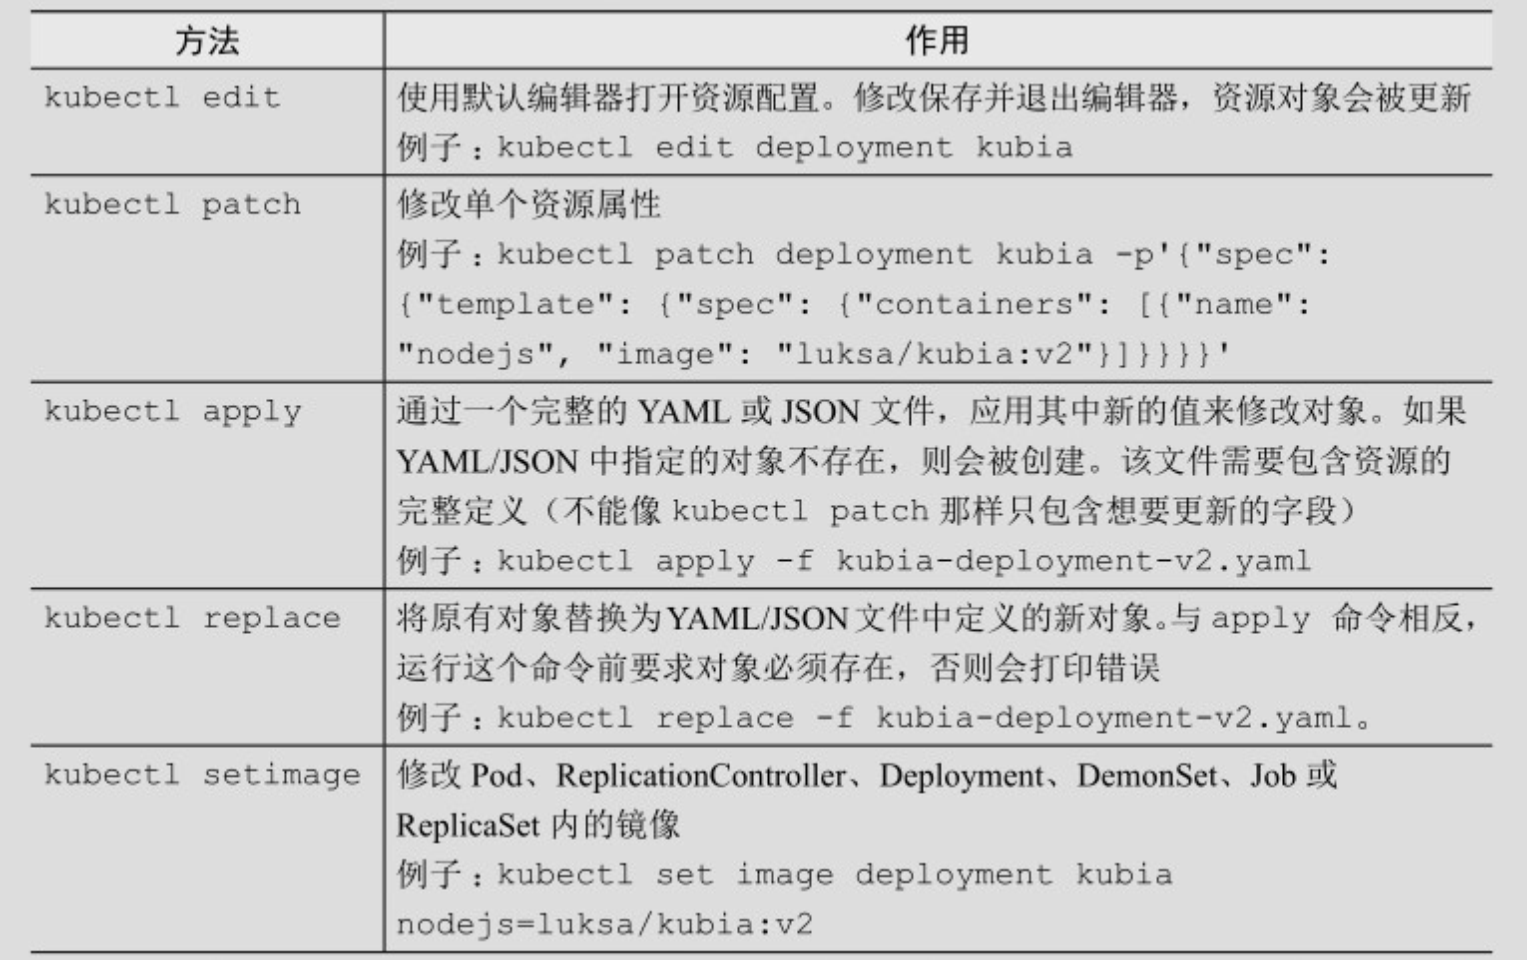 方法 作用
kubectl edit 使用默认编辑器打开资源配置。修改保存并退出编辑器，资源对象会被更新
例子：kubectl edit deployment kubia
kubectl patch 修改单个资源属性
例子：kubectl patch deployment kubia -p'{"spec":
{"template": {"spec": {"containers": [{"name":
"nodejs", "image": "luksa/kubia:v2"}]}}}}'
kubectl apply 通过一个完整的 YAML 或 JSON 文件，应用其中新的值来修改对象。如果
YAML/JSON 中指定的对象不存在，则会被创建。该文件需要包含资源的
完整定义（不能像 kubectl patch 那样只包含想要更新的字段）
例子：kubectl apply -f kubia-deployment-v2.yaml
kubectl replace 将原有对象替换为YAML/JSON文件中定义的新对象。与 apply 命令相反，
运行这个命令前要求对象必须存在，否则会打印错误
例子：kubectl replace -f kubia-deployment-v2.yaml。
kubectl setimage 修改 Pod、ReplicationController、Deployment、DemonSet、Job 或
ReplicaSet 内的镜像
例子：kubectl set image deployment kubia
nodejs=luksa/kubia:v2